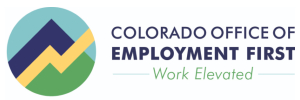 COLORADO OFFICE OF
EMPLOYMENT FIRST
Work Elevated